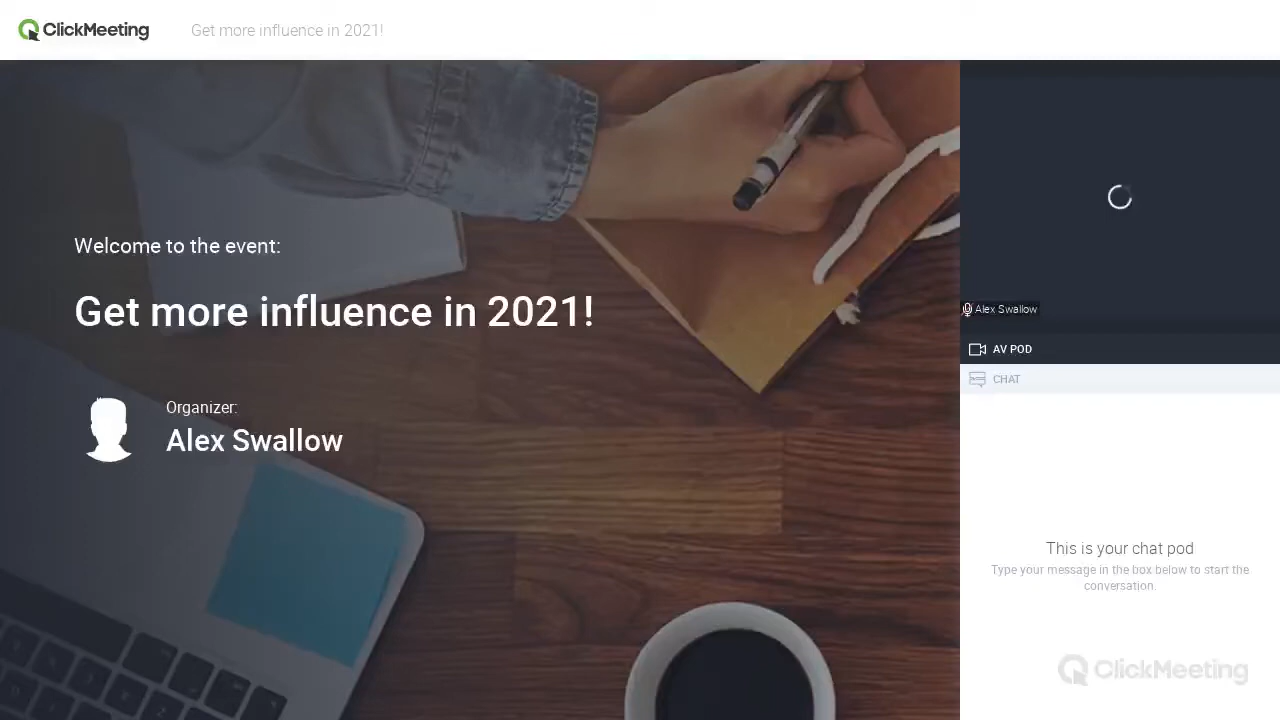 ClickMeeting
Get more influence in 2021!
Welcome to the event:
Get more influence in 2021!
Organizer:
Alex Swallow
Alex Swallow
AV POD
CHAT
This is your chat pod
Type your message in the box below to start the
conversation.
ClickMeeting